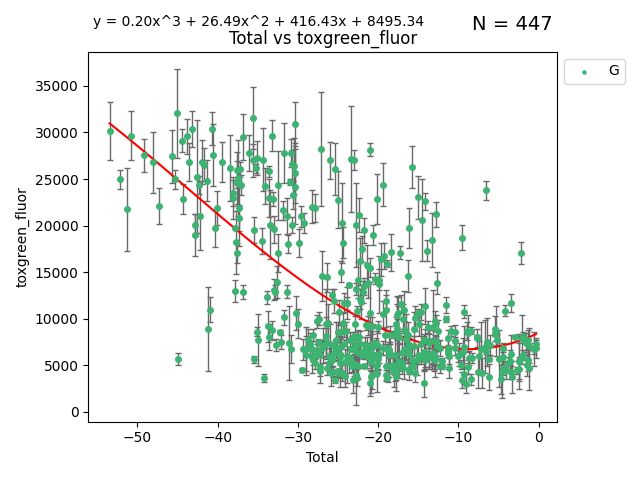 y = 0.20x^3 + 26.49x^2 + 416.43x + 8495.34
N = 447
Total vs toxgreen_fluor
G
35000
30000
25000
20000
15000
10000
5000
0
toxgreen_fluor
−50 −40 −30 −20 −10 0
Total